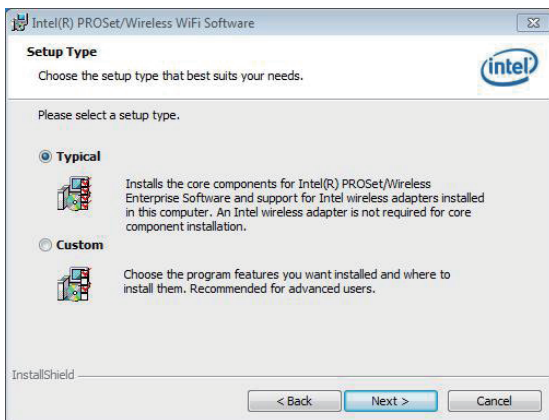 Intel(R) PROSet/Wireless WiFi Software
Setup Type
Choose the setup type that best suits your needs.
intel
Please select a setup type.
Typical
Installs the core components for Intel(R) PROSet/Wireless
Enterprise Software and support for Intel wireless adapters installed
in this computer. An Intel wireless adapter is not required for core
component installation.
Custom
Choose the program features you want installed and where to
install them. Recommended for advanced users.
InstallShield
< Back Next > Cancel